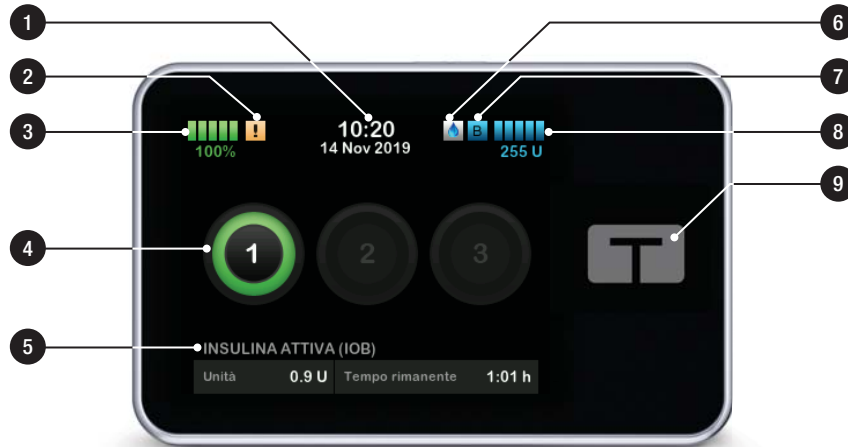 1
6
2
7
3
8
9
4
5
!
10:20
B
100%
14 Nov 2019
255 U
1
2
3
T
INSULINA ATTIVA (IOB)
Unità 0.9 U Tempo rimanente 1:01 h